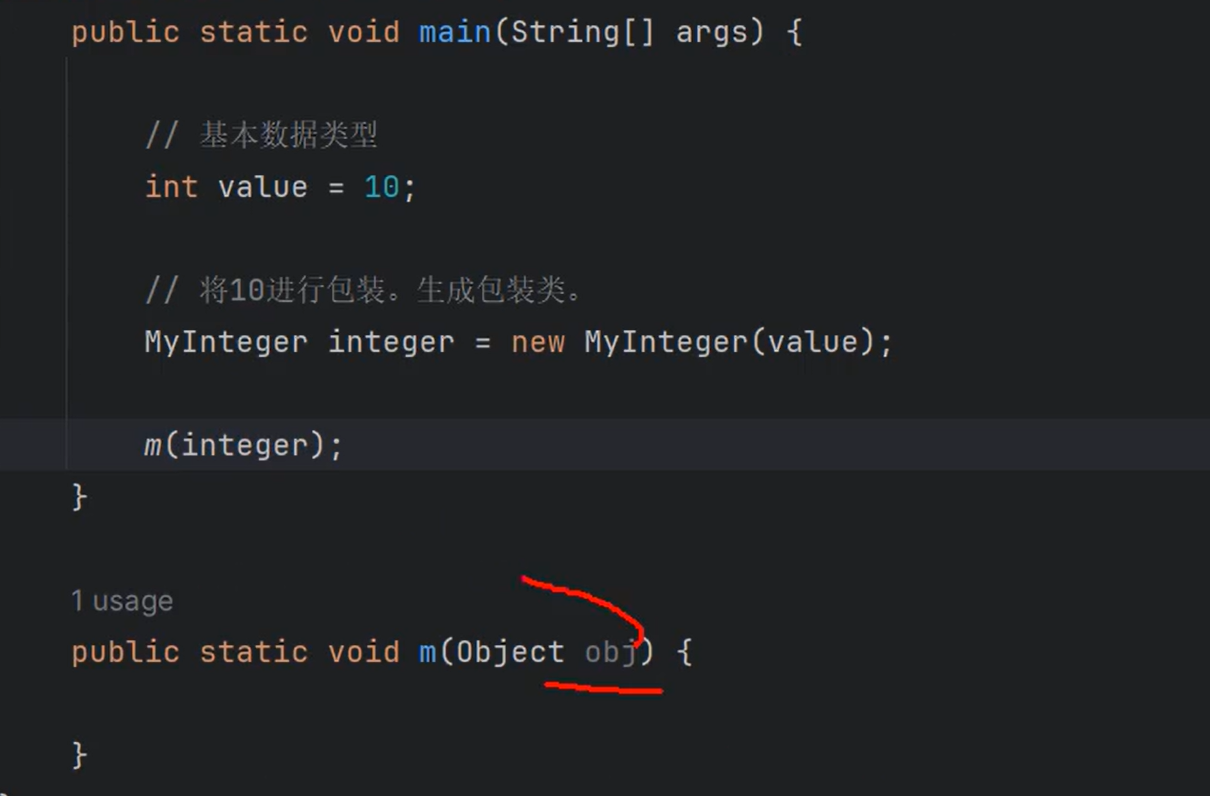 public static void main(String[] args) {
// 基本数据类型
int value = 10;
// 将10进行包装。生成包装类。
MyInteger integer = new MyInteger(value);
m(integer);
}
1 usage
public static void m(Object obj) {
}